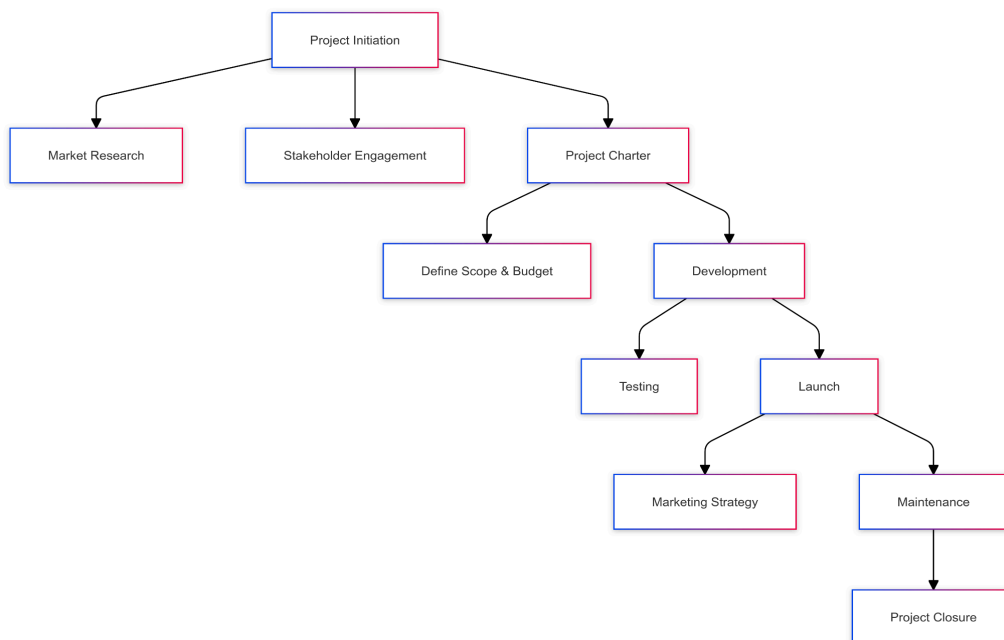 Project Initiation
Market Research
Stakeholder Engagement
Project Charter
Define Scope & Budget
Development
Testing
Launch
Marketing Strategy
Maintenance
Project Closure